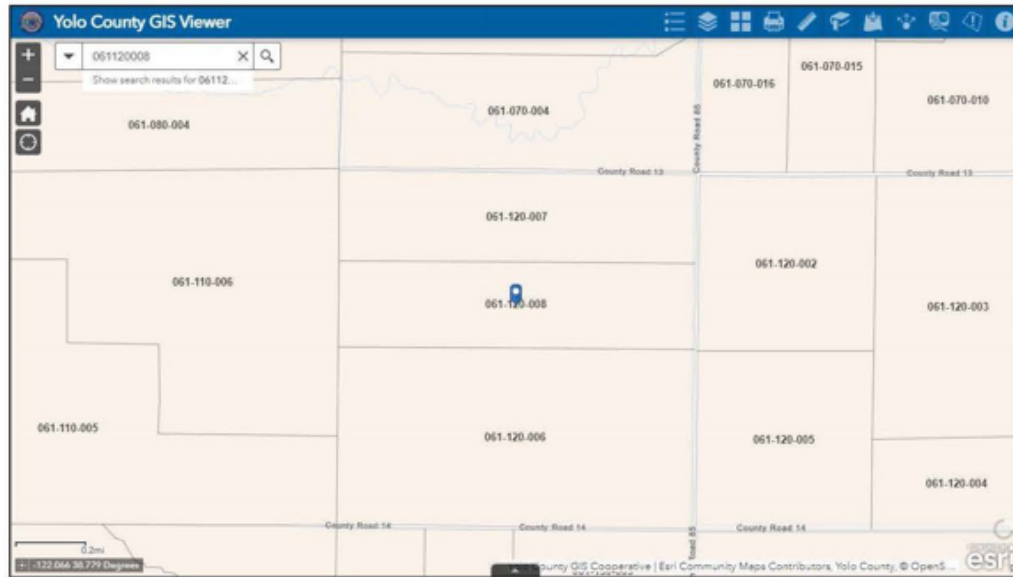 Yolo County GIS Viewer
061120008
Show search results for 06112...
061-070-015
061-070-016
061-070-010
061-070-004
061-080-004
County Road 85
County Road 13
County Road 13
061-120-007
061-120-002
061-110-006
061-120-008
061-120-003
061-110-005
061-120-006
061-120-005
061-120-004
County Road 14
County Road 14
County Road 14
Road 85
0.2mi
-122.066 38.779 Degrees
County GIS Cooperative | Esri Community Maps Contributors, Yolo County, © OpenS...
esri